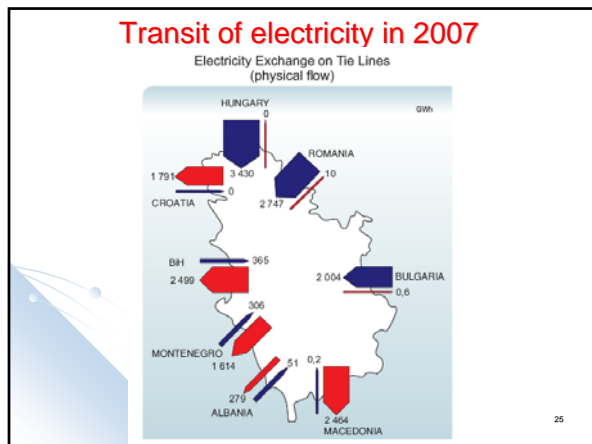 Transit of electricity in 2007
Electricity Exchange on Tie Lines
(physical flow)
GWh
HUNGARY
0
ROMANIA
1 791
3 430
10
0
2 747
CROATIA
BiH
365
2 499
2 004
BULGARIA
0,6
306
MONTENEGRO
1 614
51
0,2
279
ALBANIA
2 464
MACEDONIA
25